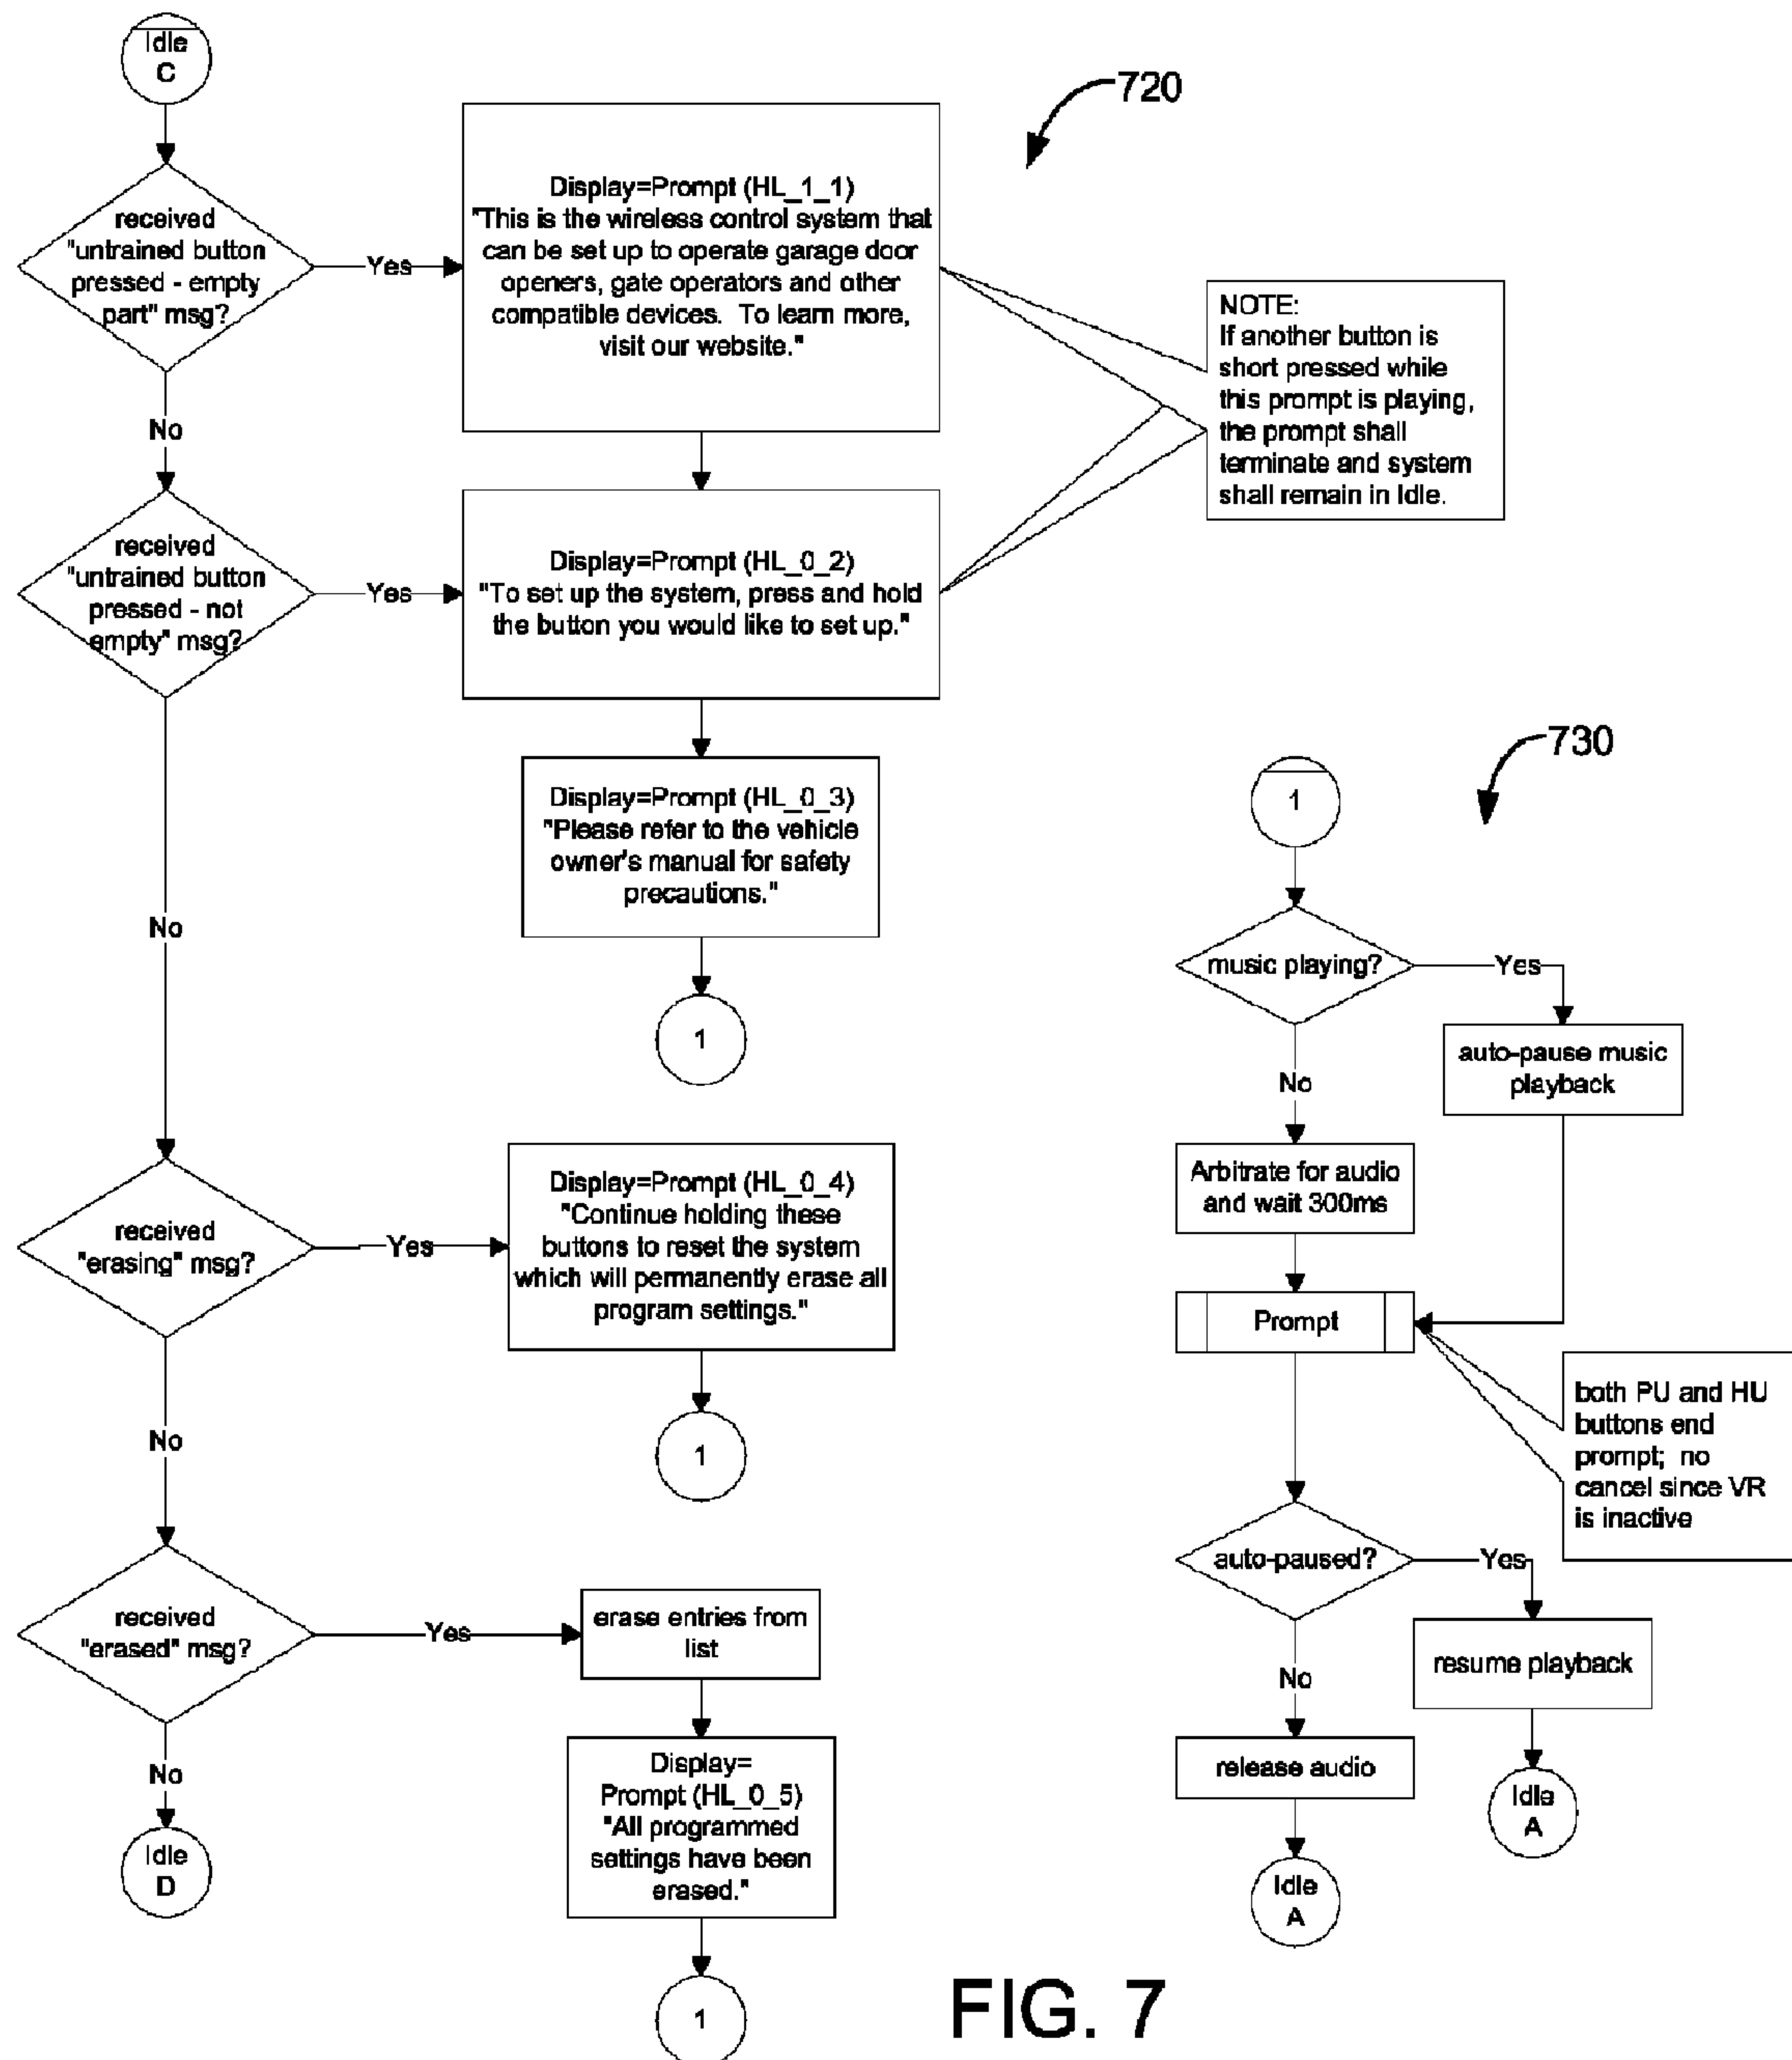 Idle
C
720
received
"untrained button
pressed - empty
part" msg?
Yes
Display=Prompt (HL_1_1)
"This is the wireless control system that
can be set up to operate garage door
openers, gate operators and other
compatible devices. To learn more,
visit our website."
NOTE:
If another button is
short pressed while
this prompt is playing,
the prompt shall
terminate and system
shall remain in Idle.
No
received
"untrained button
pressed - not
empty" msg?
Yes
Display=Prompt (HL_0_2)
"To set up the system, press and hold
the button you would like to set up."
Display=Prompt (HL_0_3)
"Please refer to the vehicle
owner's manual for safety
precautions."
1
No
received
"erasing" msg?
Yes
Display=Prompt (HL_0_4)
"Continue holding these
buttons to reset the system
which will permanently erase all
program settings."
1
No
received
"erased" msg?
Yes
erase entries from
list
Display=
Prompt (HL_0_5)
"All programmed
settings have been
erased."
1
No
Idle
D
730
1
music playing?
Yes
auto-pause music
playback
No
Arbitrate for audio
and wait 300ms
Prompt
both PU and HU
buttons end
prompt; no
cancel since VR
is inactive
auto-paused?
Yes
resume playback
Idle
A
No
release audio
Idle
A
FIG. 7